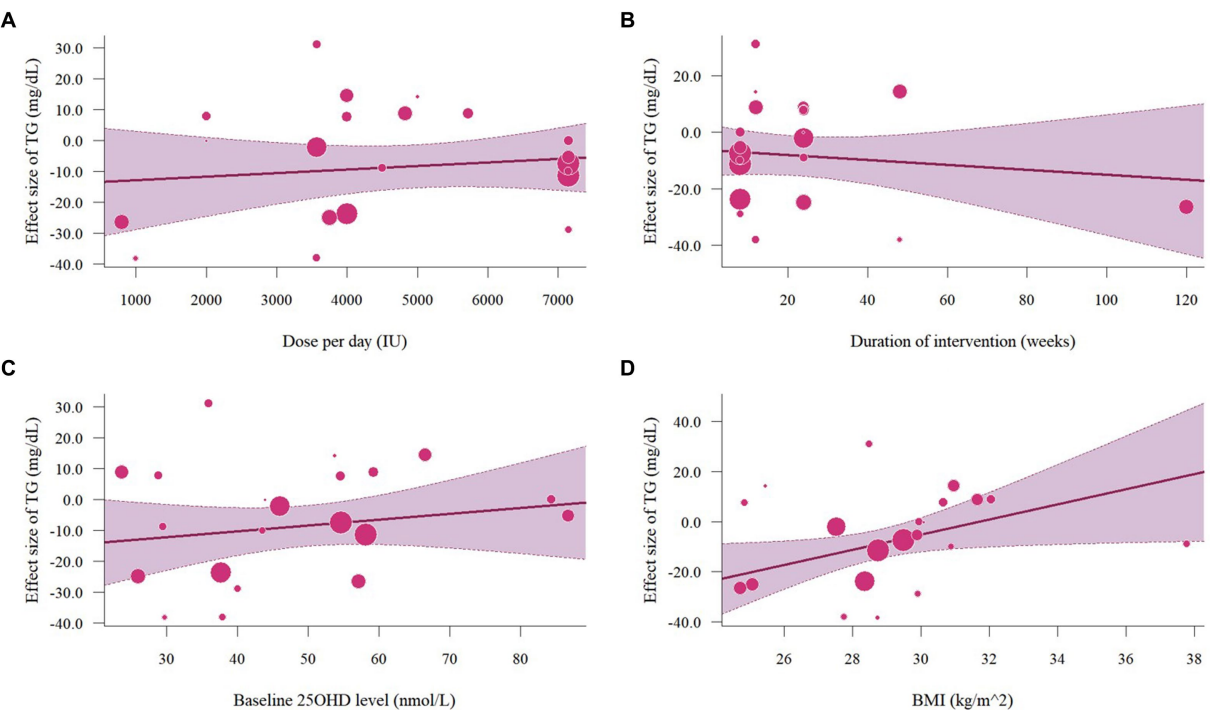 A
Effect size of TG (mg/dL)
30.0
20.0
10.0
0.0
-10.0
-20.0
-30.0
-40.0
1000 2000 3000 4000 5000 6000 7000
Dose per day (IU)
B
Effect size of TG (mg/dL)
20.0
0.0
-20.0
-40.0
20 40 60 80 100 120
Duration of intervention (weeks)
C
Effect size of TG (mg/dL)
30.0
20.0
10.0
0.0
-10.0
-20.0
-30.0
-40.0
30 40 50 60 70 80
Baseline 25OHD level (nmol/L)
D
Effect size of TG (mg/dL)
40.0
20.0
0.0
-20.0
-40.0
26 28 30 32 34 36 38
BMI (kg/m^2)